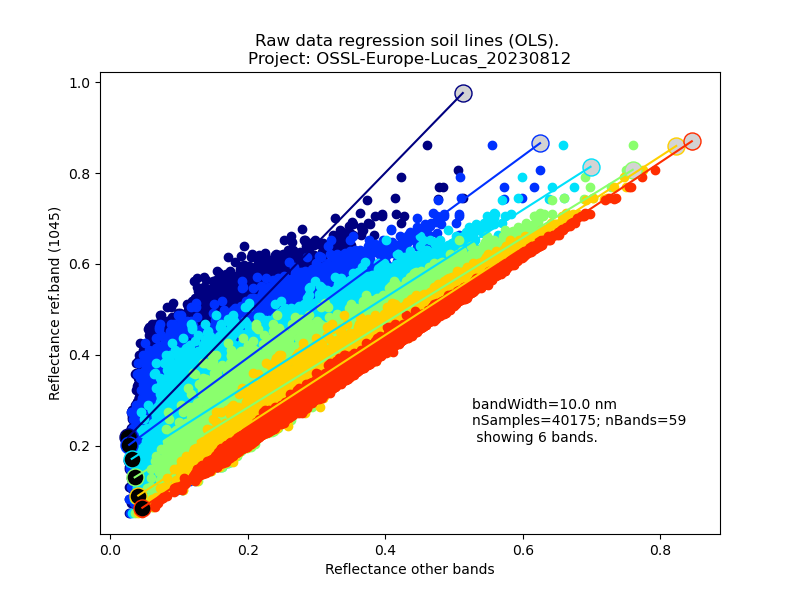 Raw data regression soil lines (OLS).
Project: OSSL-Europe-Lucas_20230812
1.0
0.8
0.6
0.4
0.2
Reflectance ref.band (1045)
bandWidth=10.0 nm
nSamples=40175; nBands=59
showing 6 bands.
0.0 0.2 0.4 0.6 0.8
Reflectance other bands